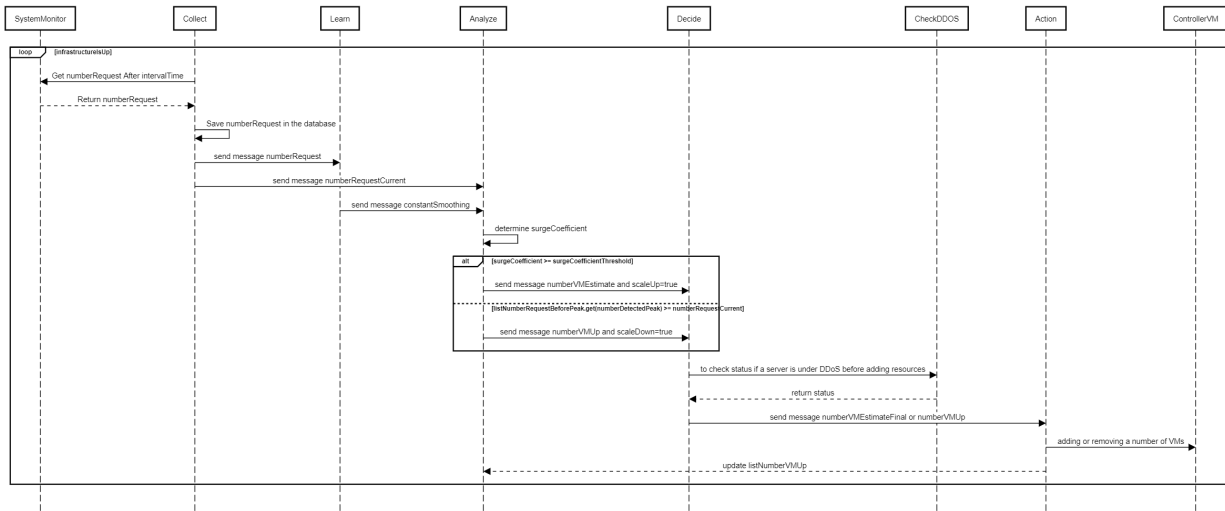 SystemMonitor
Collect
Learn
Analyze
Decide
CheckDDOS
Action
ControllerVM
loop
[infrastructureIsUp]
Get numberRequest After intervalTime
Return numberRequest
Save numberRequest in the database
send message numberRequest
send message numberRequestCurrent
send message constantSmoothing
determine surgeCoefficient
alt
[surgeCoefficient >= surgeCoefficientThreshold]
send message numberVMEstimate and scaleUp=true
[listNumberRequestBeforePeak.get(numberDetectedPeak) >= numberRequestCurrent]
send message numberVMUp and scaleDown=true
to check status if a server is under DDoS before adding resources
return status
send message numberVMEstimateFinal or numberVMUp
adding or removing a number of VMs
update listNumberVMUp